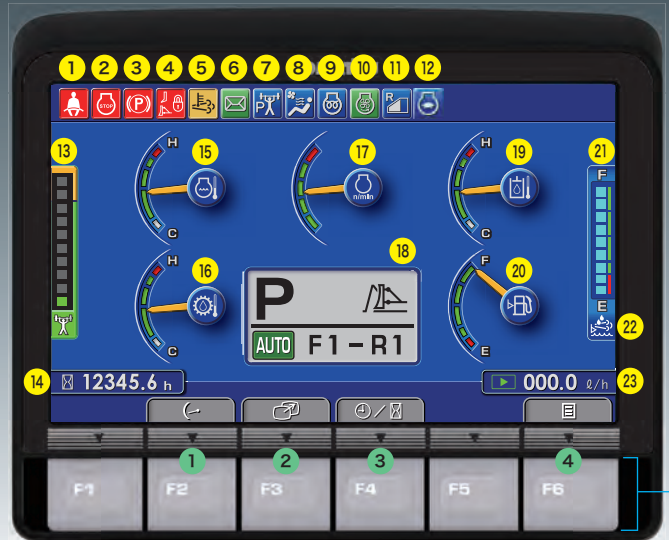 1 2 3 4 5 6 7 8 9 10 11 12
STOP P P R
13 H 15 C
17 n/min
H 19 C
21 F E
18
H 16 C
P
AUTO F1-R1
F 20 E
22
14 12345.6 h
000.0 ℓ/h 23
1 2 3 4
F1 F2 F3 F4 F5 F6